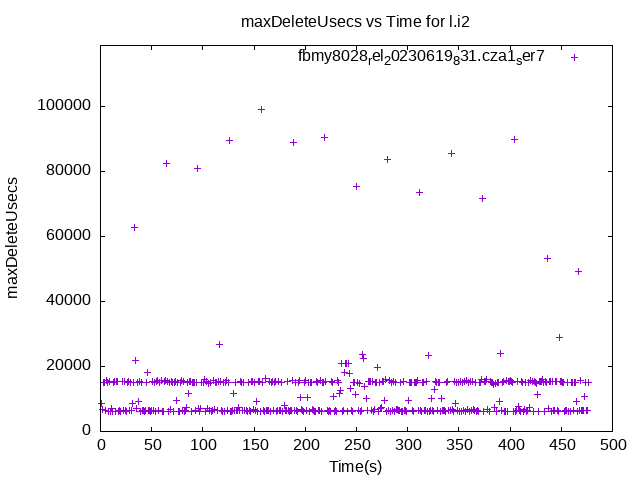 maxDeleteUsecs vs Time for l.i2
fbmy8028rel20230619831.cza1ser7
100000
80000
60000
40000
20000
0
maxDeleteUsecs
0 50 100 150 200 250 300 350 400 450 500
Time(s)